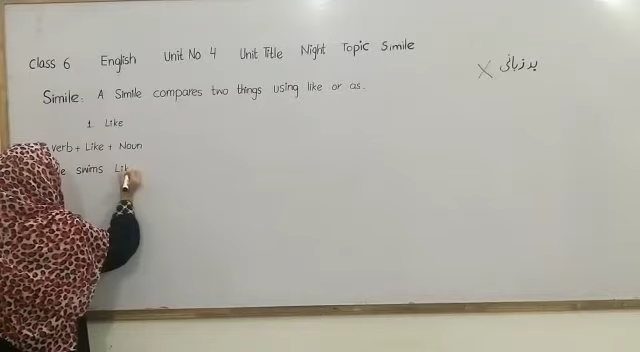 Class 6 English Unit No 4 Unit Title Night Topic Simile
X بدزبانی
Simile: A Simile compares two things using like or as.
1. Like
verb + Like + Noun
swims